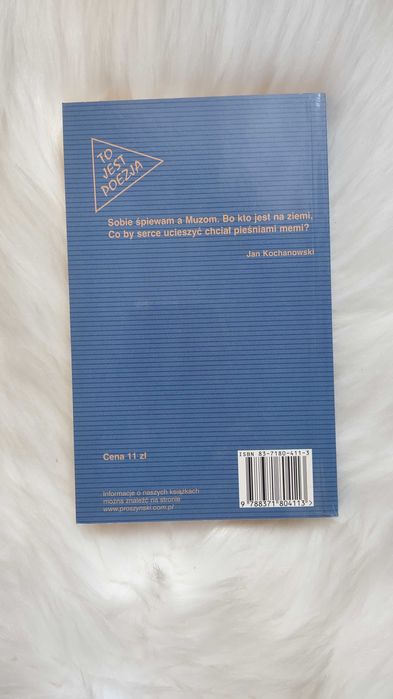 TO
JEST
POEZJA
Sobie śpiewam a Muzom. Bo kto jest na ziemi,
Co by serce ucieszyć chciał pieśniami memi?
Jan Kochanowski
Cena 11 zł
Informacje o naszych książkach
można znaleźć na stronie
www.proszynski.com.pl/
ISBN 83-7180-411-3
9 788371 804113 >